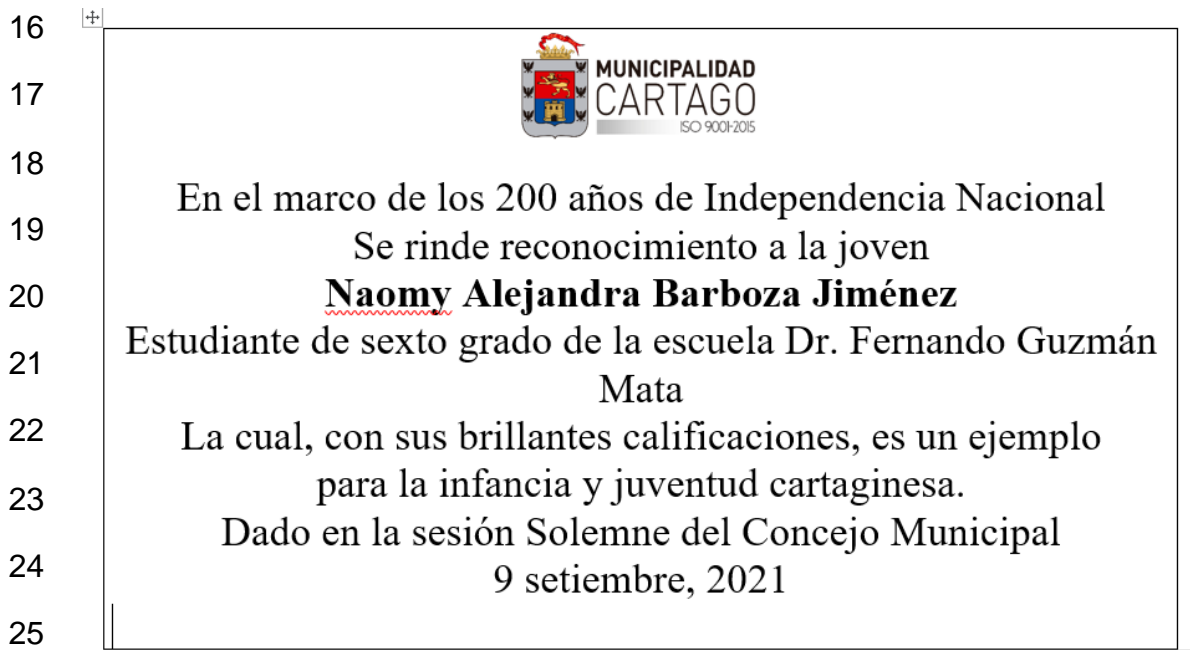 16
MUNICIPALIDAD
17
CARTAGO
ISO 9001-2015
18
En el marco de los 200 años de Independencia Nacional
19
Se rinde reconocimiento a la joven
20
Naomy Alejandra Barboza Jiménez
Estudiante de sexto grado de la escuela Dr. Fernando Guzmán
21
Mata
22
La cual, con sus brillantes calificaciones, es un ejemplo
23
para la infancia y juventud cartaginesa.
Dado en la sesión Solemne del Concejo Municipal
24
9 setiembre, 2021
25